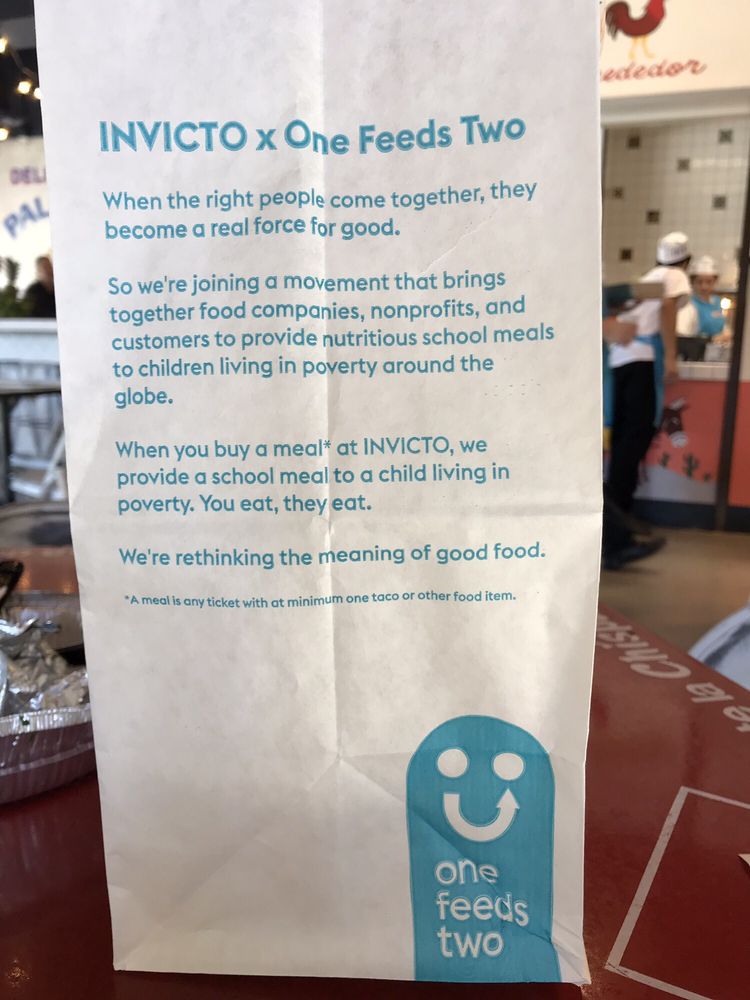 INVICTO x One Feeds Two
When the right people come together, they
become a real force for good.
So we're joining a movement that brings
together food companies, nonprofits, and
customers to provide nutritious school meals
to children living in poverty around the
globe.
When you buy a meal* at INVICTO, we
provide a school meal to a child living in
poverty. You eat, they eat.
We're rethinking the meaning of good food.
*A meal is any ticket with at minimum one taco or other food item.
one
feeds
two